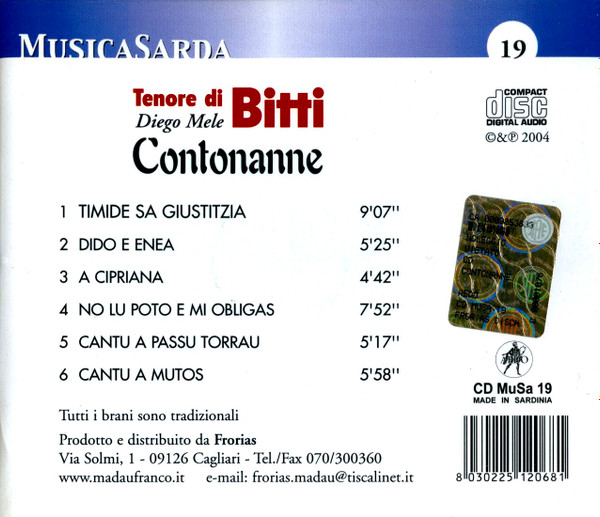 MUSICASARDA
19
Tenore di Bitti
Diego Mele
Contonanne
COMPACT
disc
DIGITAL AUDIO
©&℗ 2004
1 TIMIDE SA GIUSTITZIA 9'07''
2 DIDO E ENEA 5'25''
3 A CIPRIANA 4'42''
4 NO LU POTO E MI OBLIGAS 7'52''
5 CANTU A PASSU TORRAU 5'17''
6 CANTU A MUTOS 5'58''
CONTONANNE
CD MuSa 19
MADE IN SARDINIA
Tutti i brani sono tradizionali
Prodotto e distribuito da Frorias
Via Solmi, 1 - 09126 Cagliari - Tel./Fax 070/300360
www.madaufranco.it e-mail: frorias.madau@tiscalinet.it
8 030225 120681